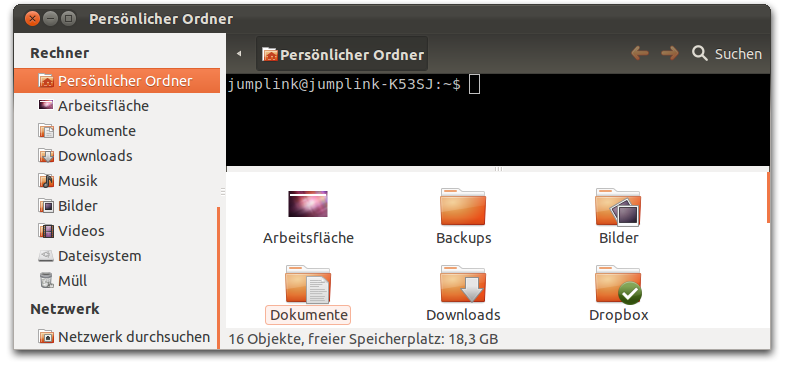 Persönlicher Ordner
Rechner
Persönlicher Ordner
Arbeitsfläche
Dokumente
Downloads
Musik
Bilder
Videos
Dateisystem
Müll
Netzwerk
Netzwerk durchsuchen
Persönlicher Ordner
Suchen
jumplink@jumplink-K53SJ:~$
Arbeitsfläche
Backups
Bilder
Dokumente
Downloads
Dropbox
16 Objekte, freier Speicherplatz: 18,3 GB